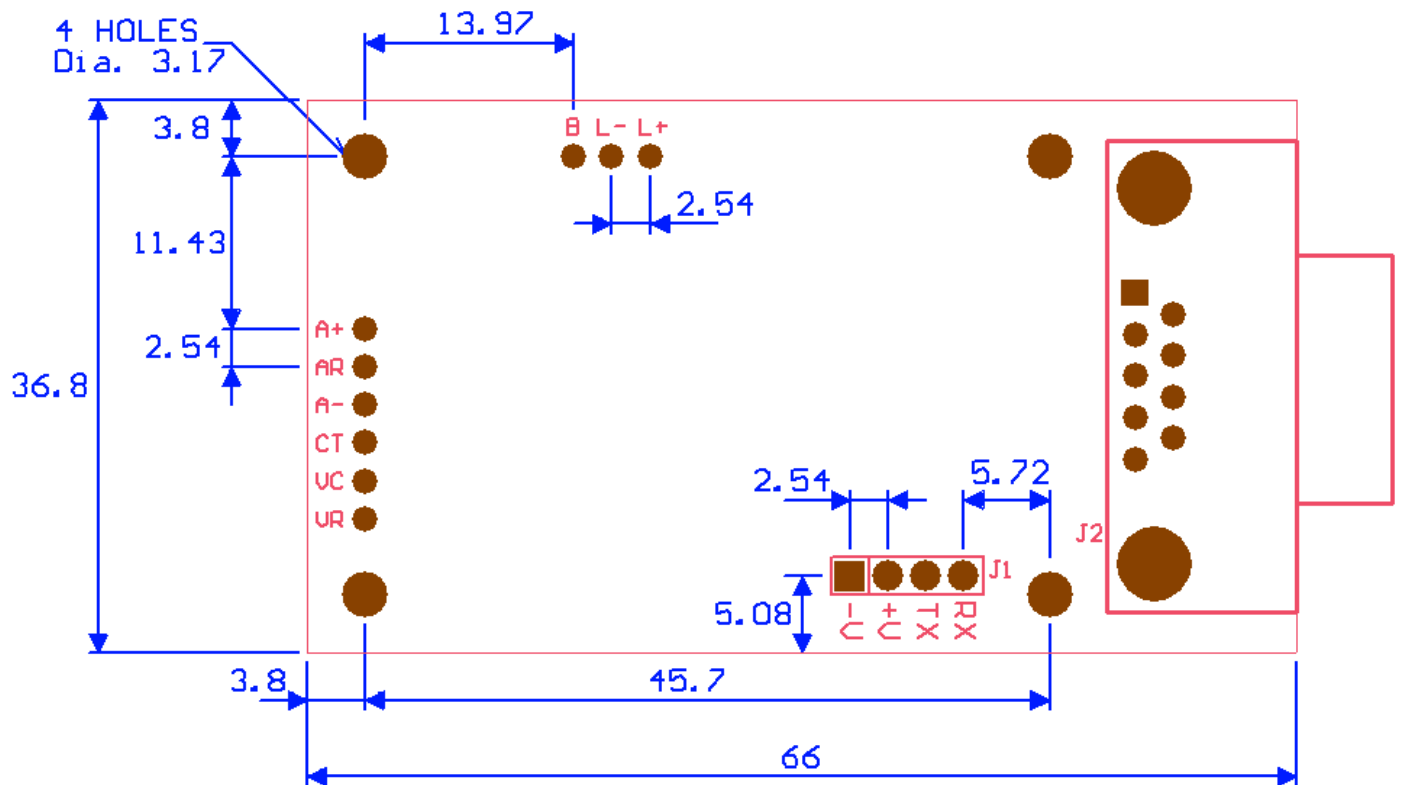 4 HOLES
Dia. 3.17
13.97
3.8
B L- L+
2.54
11.43
A+
2.54
AR
36.8
A-
CT
VC
VR
2.54
5.72
J2
J1
5.08
-V
+V
TX
RX
3.8
45.7
66